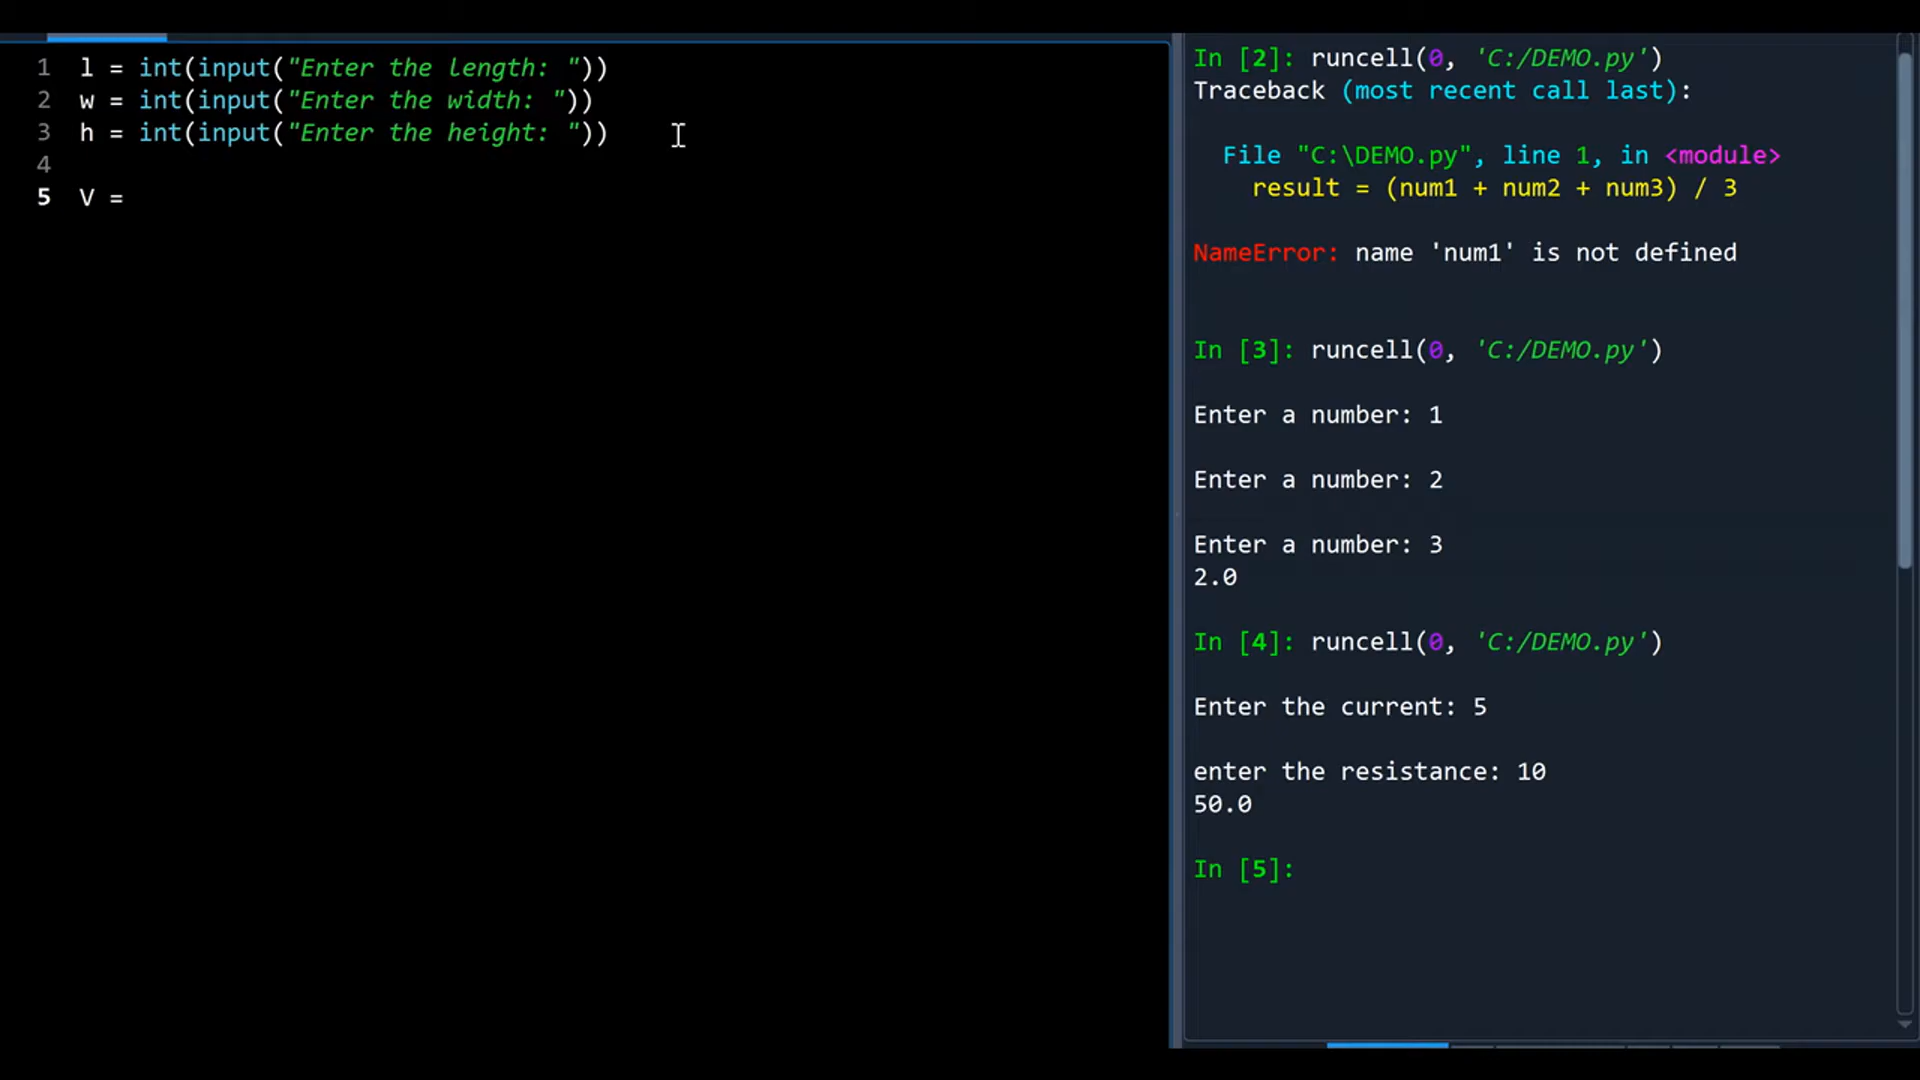 1 l = int(input("Enter the length: "))
2 w = int(input("Enter the width: "))
3 h = int(input("Enter the height: "))
4
5 V =
In [2]: runcell(0, 'C:/DEMO.py')
Traceback (most recent call last):
File "C:\DEMO.py", line 1, in <module>
result = (num1 + num2 + num3) / 3
NameError: name 'num1' is not defined
In [3]: runcell(0, 'C:/DEMO.py')
Enter a number: 1
Enter a number: 2
Enter a number: 3
2.0
In [4]: runcell(0, 'C:/DEMO.py')
Enter the current: 5
enter the resistance: 10
50.0
In [5]: